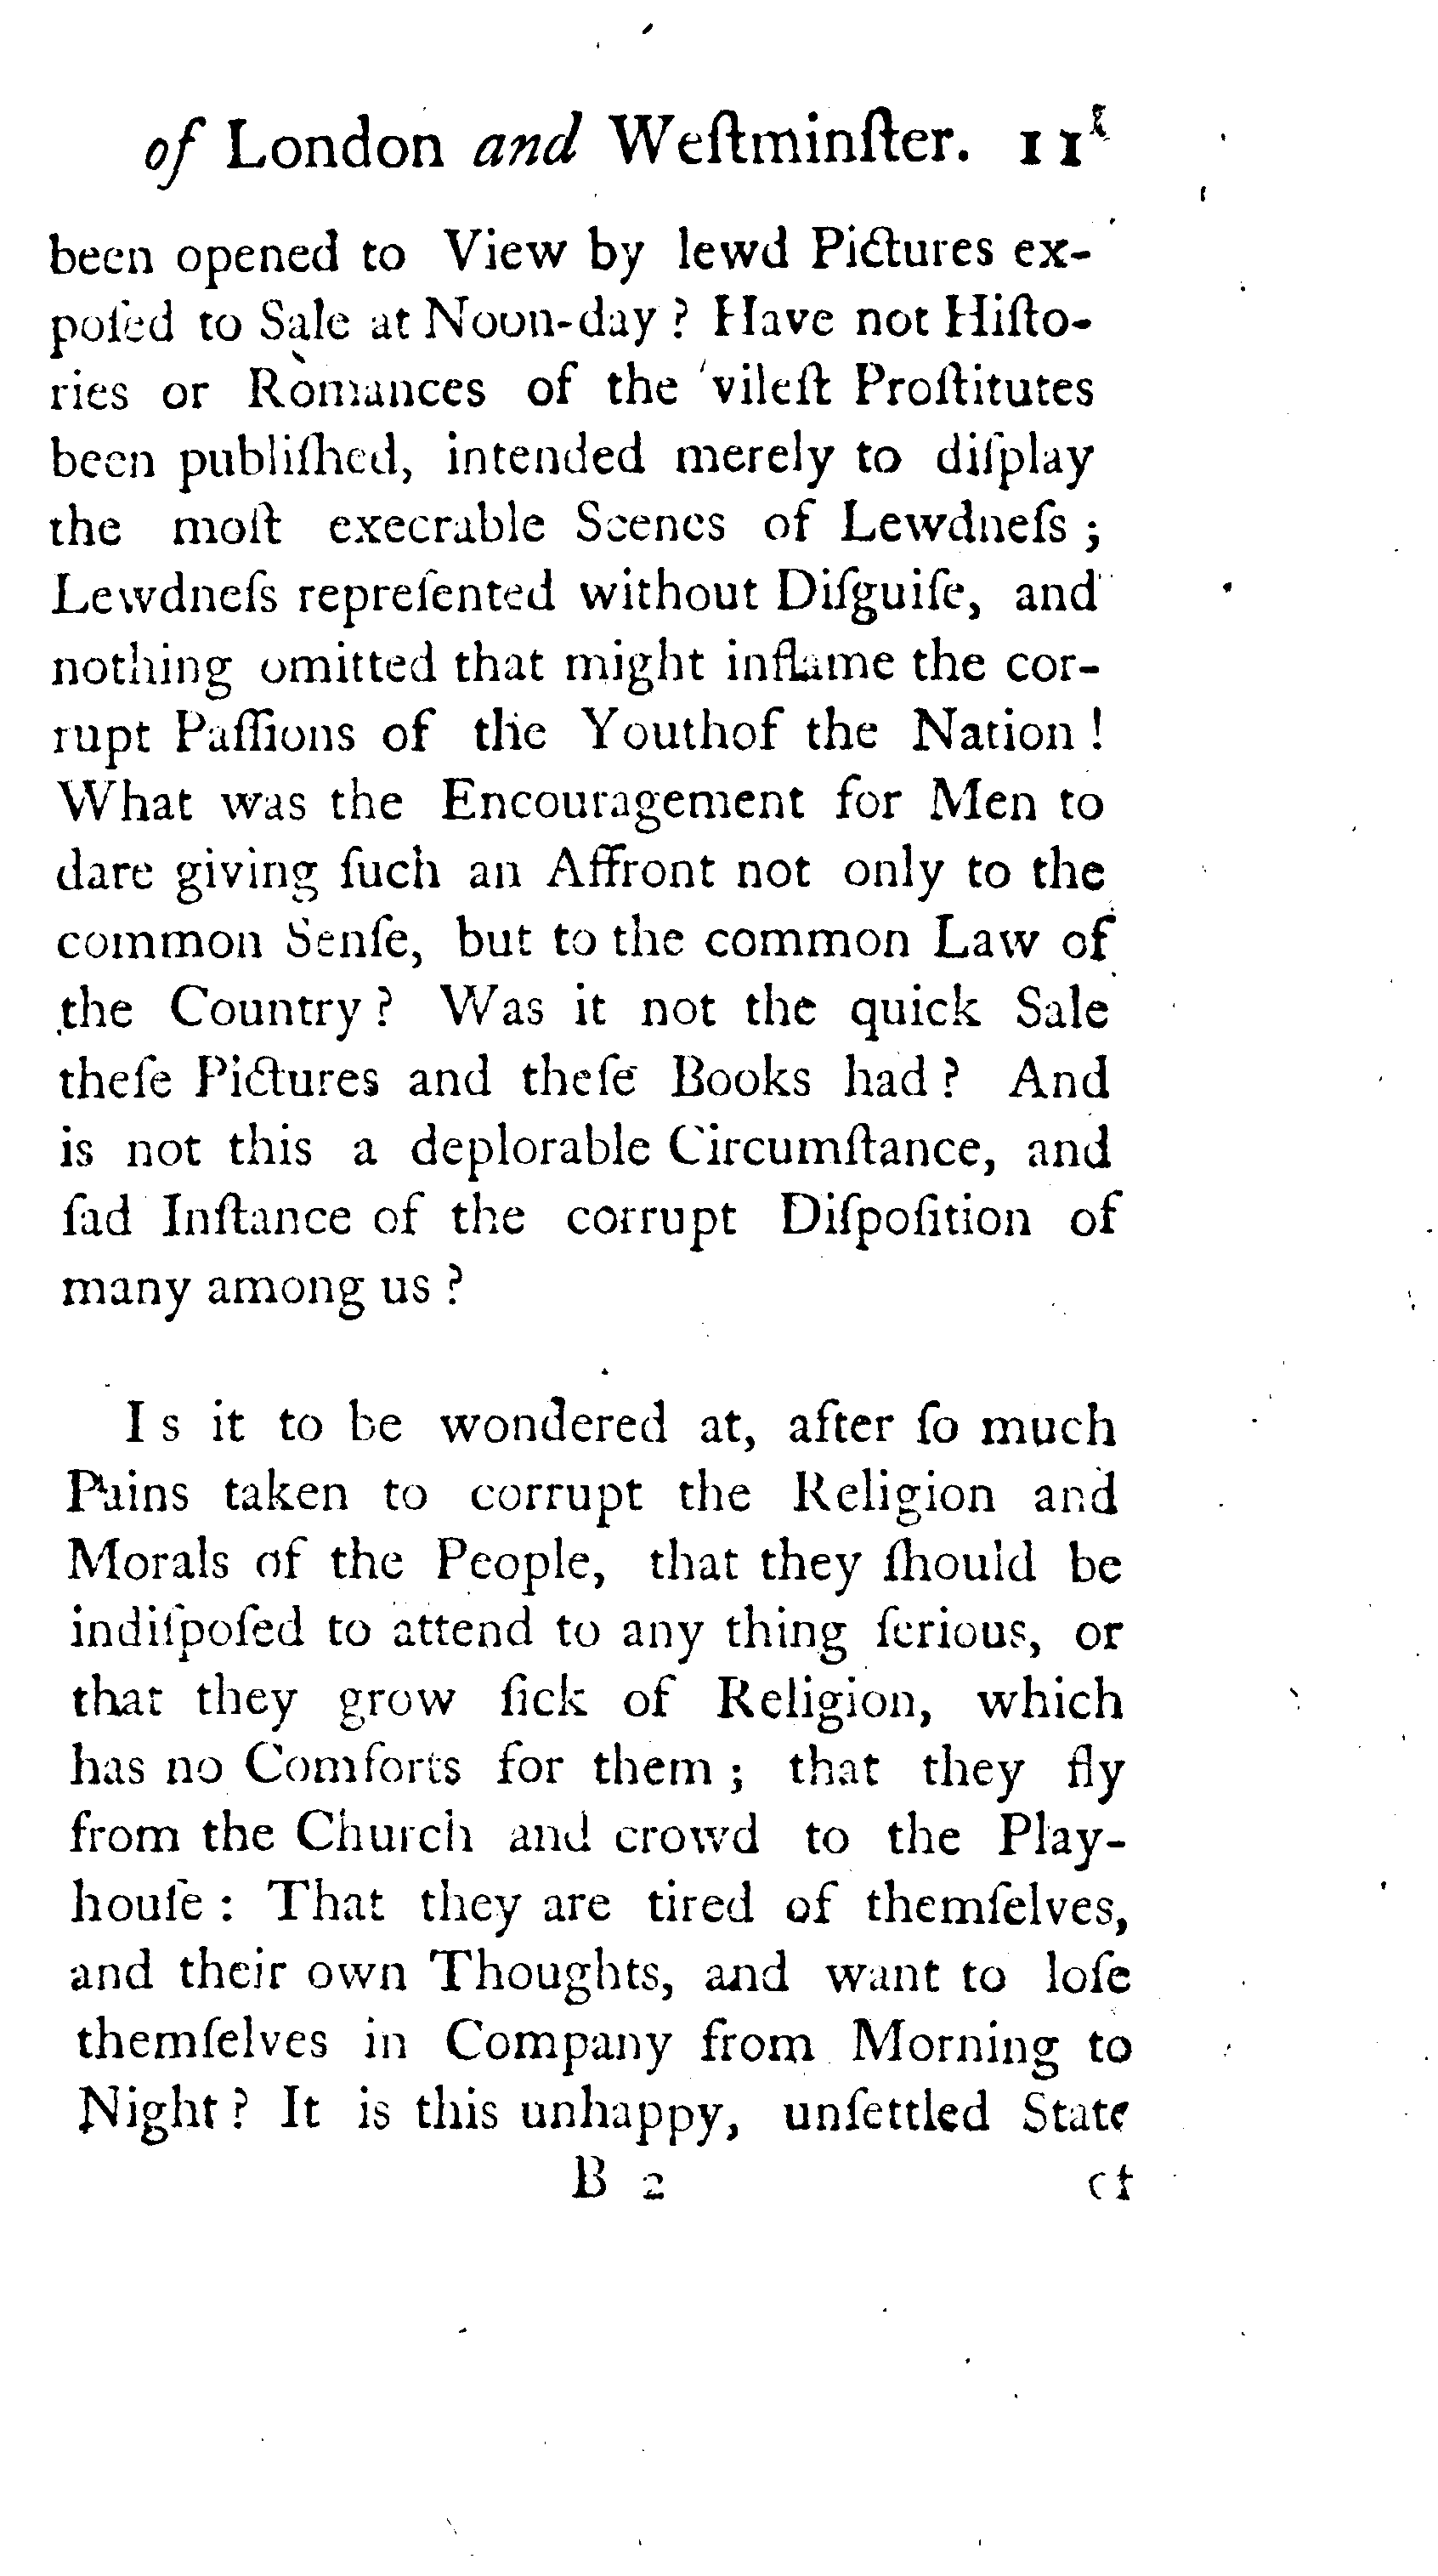 of London and Weſtminſter. 11
been opened to View by lewd Pictures ex-
poſed to Sale at Noon-day ? Have not Hiſto-
ries or Romances of the vileſt Proſtitutes
been publiſhed, intended merely to diſplay
the moſt execrable Scenes of Lewdneſs ;
Lewdneſs repreſented without Diſguiſe, and
nothing omitted that might inflame the cor-
rupt Paſſions of the Youthof the Nation !
What was the Encouragement for Men to
dare giving ſuch an Affront not only to the
common Senſe, but to the common Law of
the Country ? Was it not the quick Sale
theſe Pictures and theſe Books had ? And
is not this a deplorable Circumſtance, and
ſad Inſtance of the corrupt Diſpoſition of
many among us ?
Is it to be wondered at, after ſo much
Pains taken to corrupt the Religion and
Morals of the People, that they ſhould be
indiſpoſed to attend to any thing ſerious, or
that they grow ſick of Religion, which
has no Comforts for them ; that they fly
from the Church and crowd to the Play-
houſe : That they are tired of themſelves,
and their own Thoughts, and want to loſe
themſelves in Company from Morning to
Night ? It is this unhappy, unſettled State
B 2